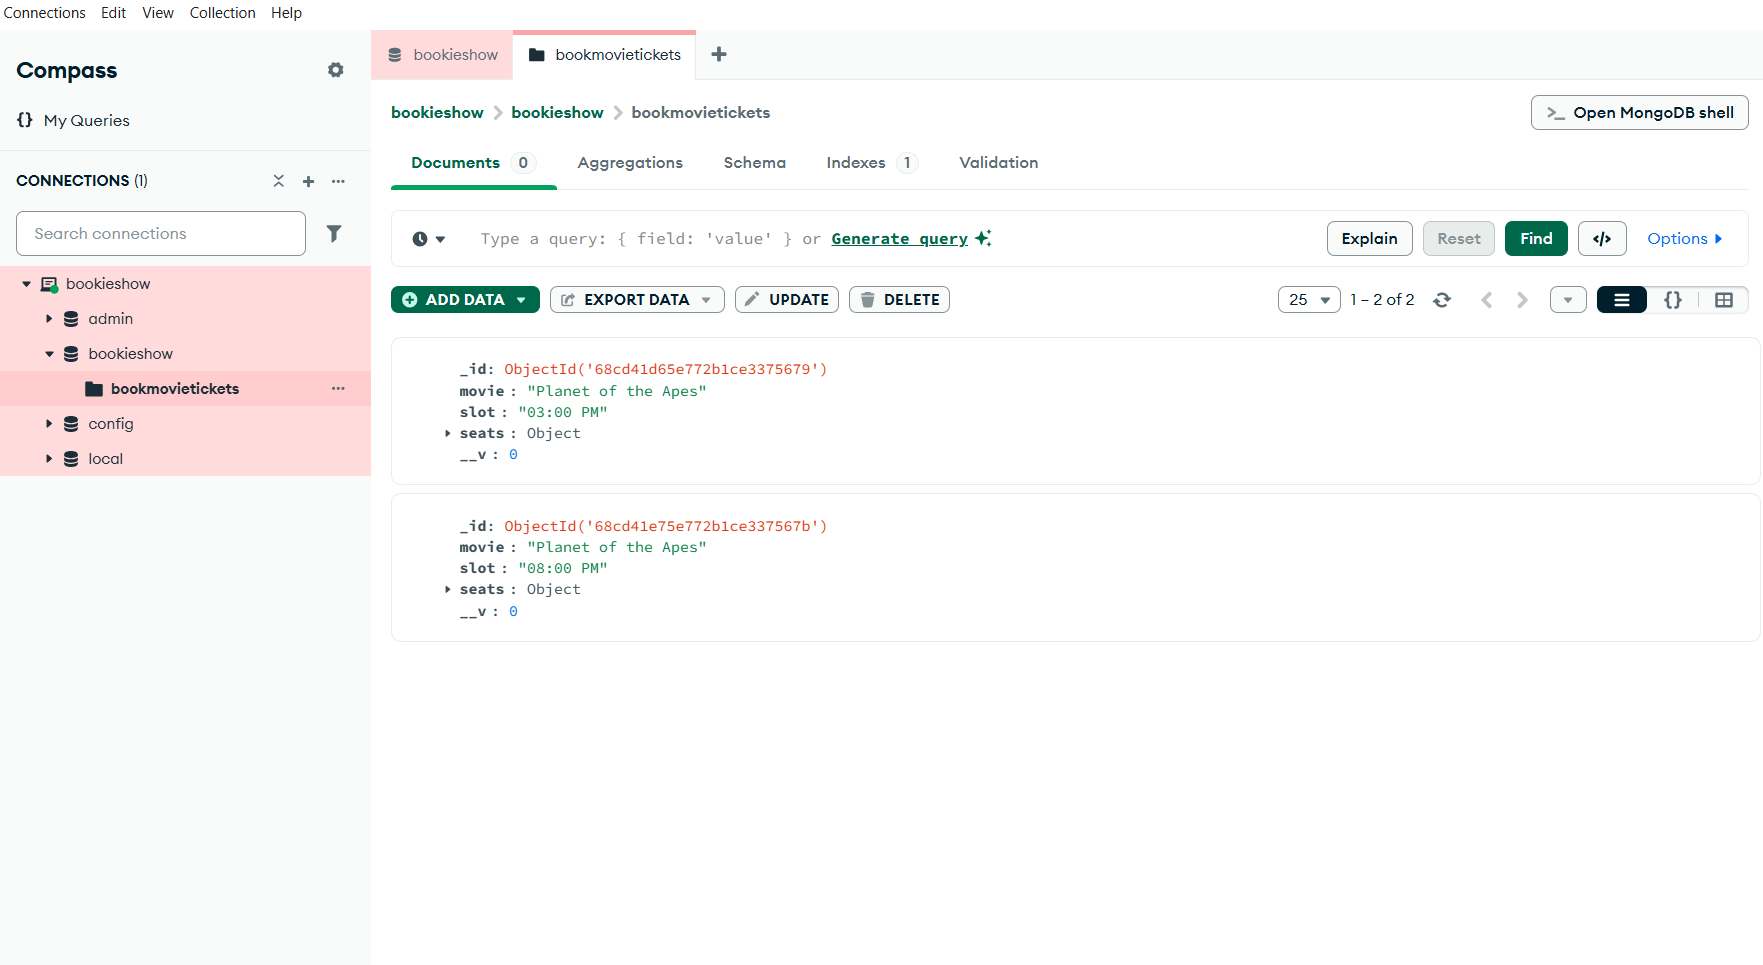 Connections Edit View Collection Help
Compass
{} My Queries
CONNECTIONS (1)
Search connections
bookieshow
admin
bookieshow
bookmovietickets
config
local
bookieshow bookmovietickets
bookieshow > bookieshow > bookmovietickets
>_ Open MongoDB shell
Documents 0 Aggregations Schema Indexes 1 Validation
Type a query: { field: 'value' } or Generate query
Explain Reset Find </> Options
ADD DATA EXPORT DATA UPDATE DELETE
25 1 – 2 of 2 {}
_id: ObjectId('68cd41d65e772b1ce3375679')
movie : "Planet of the Apes"
slot : "03:00 PM"
seats : Object
__v : 0
_id: ObjectId('68cd41e75e772b1ce337567b')
movie : "Planet of the Apes"
slot : "08:00 PM"
seats : Object
__v : 0